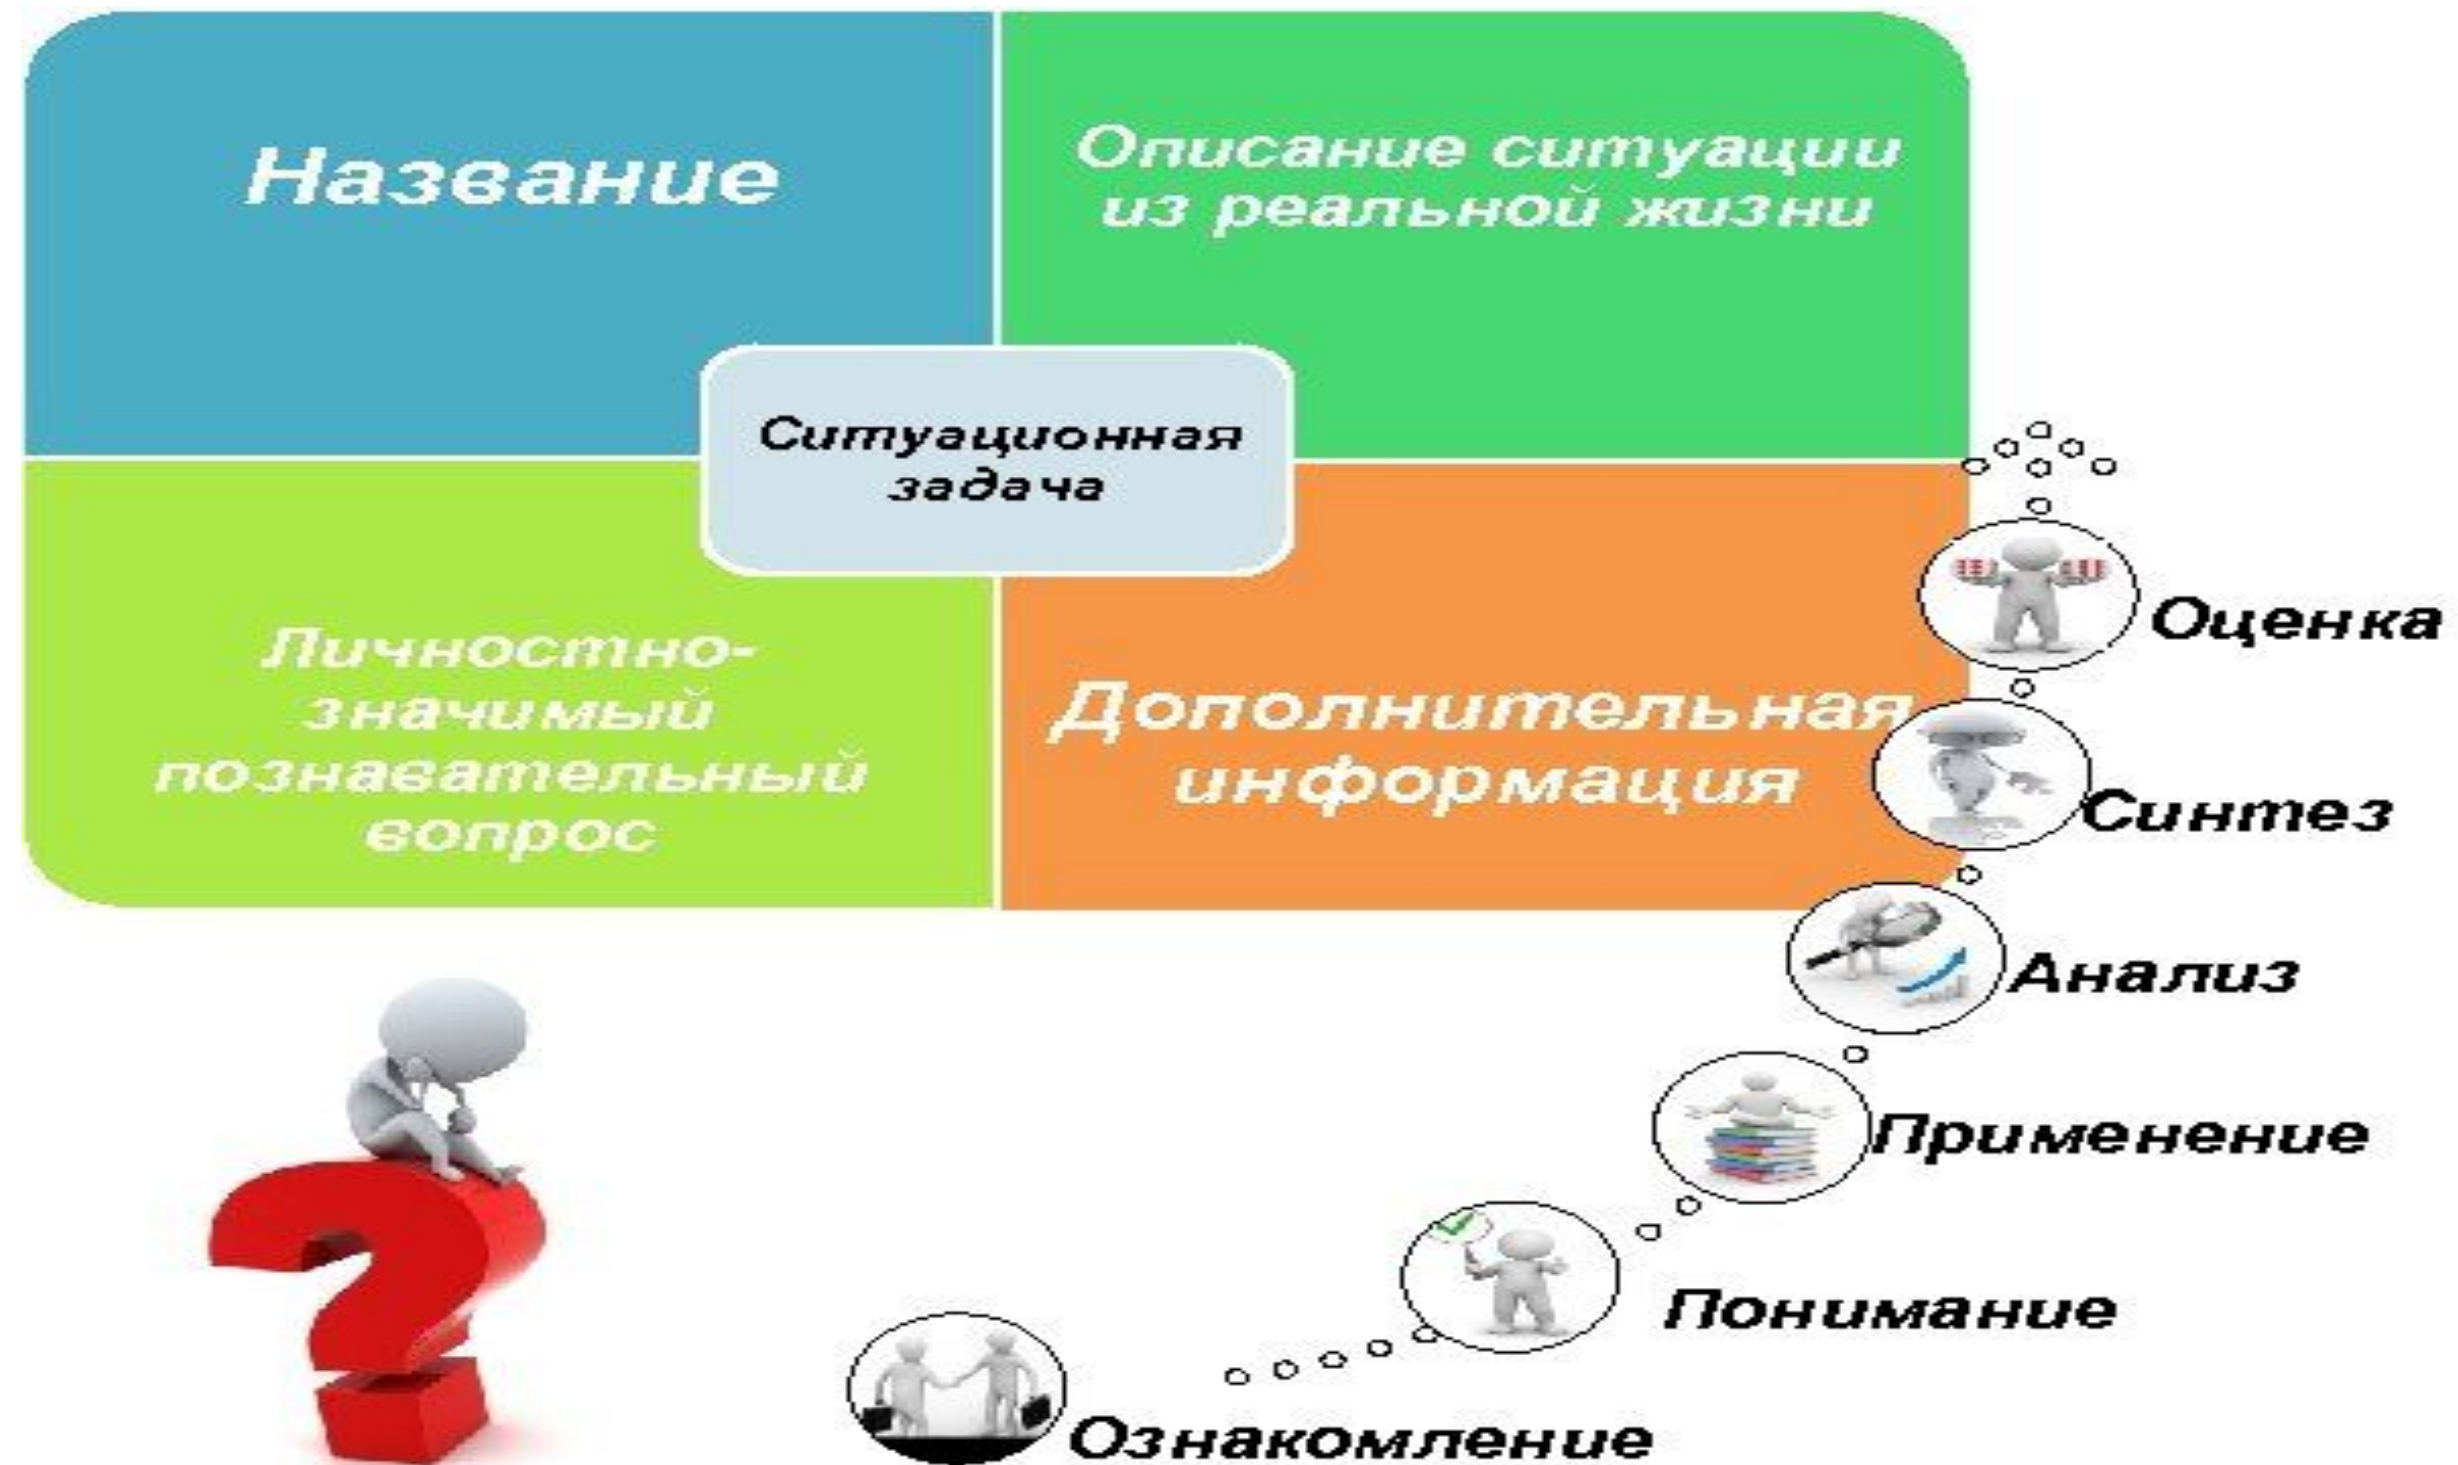 Название
Описание ситуации
из реальной жизни
Ситуационная
задача
Личностно-
значимый
познавательный
вопрос
Дополнительная
информация
Оценка
Синтез
Анализ
Применение
Понимание
Ознакомление